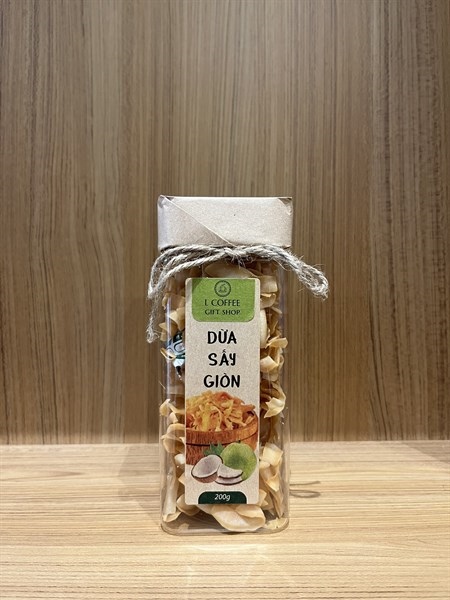 L COFFEE
GIFT SHOP
DỪA
SẤY
GIÒN
200g